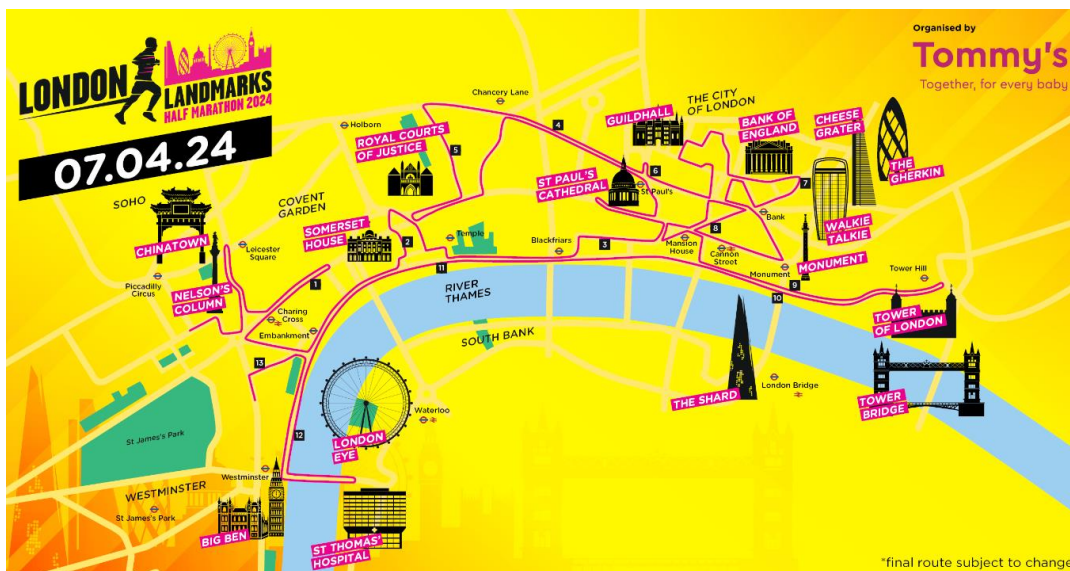 LONDON
LANDMARKS
HALF MARATHON 2024
07.04.24
Organised by
Tommy's
Together, for every baby
Chancery Lane
Holborn
ROYAL COURTS
OF JUSTICE
4
5
GUILDHALL
THE CITY
OF LONDON
BANK OF
ENGLAND
CHEESE
GRATER
THE
GHERKIN
6
7
ST PAUL'S
CATHEDRAL
St Paul's
SOHO
COVENT
GARDEN
CHINATOWN
SOMERSET
HOUSE
2
Temple
Blackfriars
3
Mansion
House
8
Cannon
Street
Bank
WALKIE
TALKIE
MONUMENT
Monument
Leicester
Square
Piccadilly
Circus
NELSON'S
COLUMN
1
11
9
10
Tower Hill
TOWER
OF LONDON
Charing
Cross
Embankment
RIVER
THAMES
SOUTH BANK
13
THE SHARD
London Bridge
TOWER
BRIDGE
St James's Park
LONDON
EYE
Waterloo
12
Westminster
WESTMINSTER
St James's Park
BIG BEN
ST THOMAS'
HOSPITAL
*final route subject to change